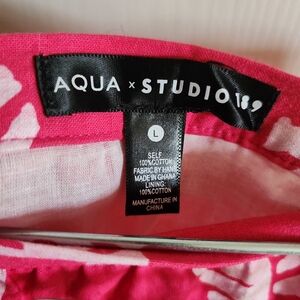 AQUA × STUDIO 189
L
SELF
100%COTTON
FABRIC BY HAND
MADE IN GHANA
LINING:
100%COTTON
MANUFACTURE IN
CHINA